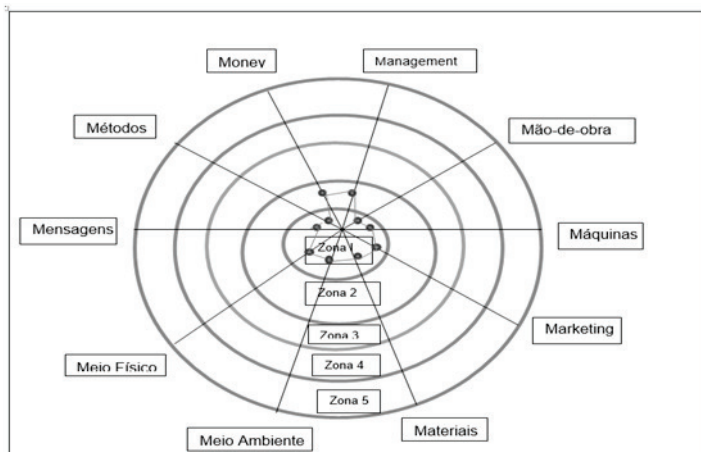 Money
Management
Métodos
Mão-de-obra
Mensagens
Máquinas
Zona 1
Zona 2
Marketing
Zona 3
Meio Físico
Zona 4
Zona 5
Meio Ambiente
Materiais